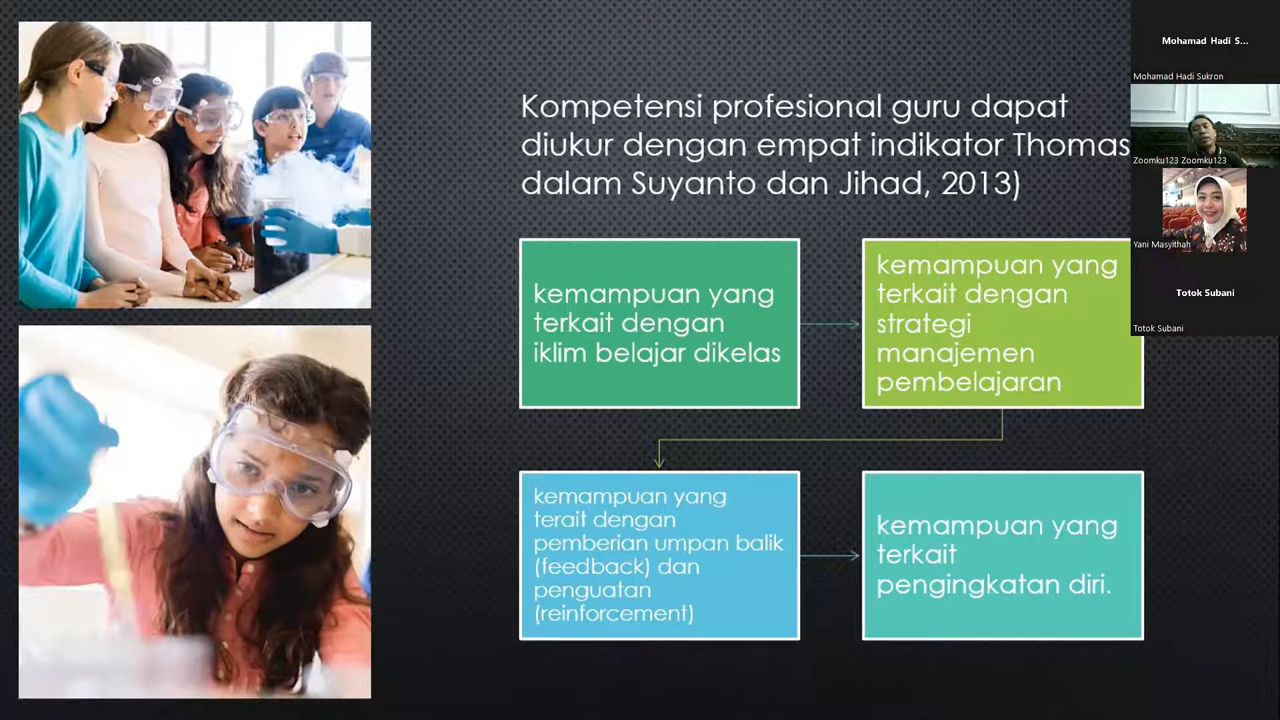 Kompetensi profesional guru dapat
diukur dengan empat indikator Thomas
dalam Suyanto dan Jihad, 2013)
kemampuan yang
terkait dengan
iklim belajar dikelas
kemampuan yang
terkait dengan
strategi
manajemen
pembelajaran
kemampuan yang
terait dengan
pemberian umpan balik
(feedback) dan
penguatan
(reinforcement)
kemampuan yang
terkait
pengingkatan diri.
Mohamad Hadi S...
Mohamad Hadi Sukron
Zoomku123 Zoomku123
Yani Masyithah
Totok Subani
Totok Subani